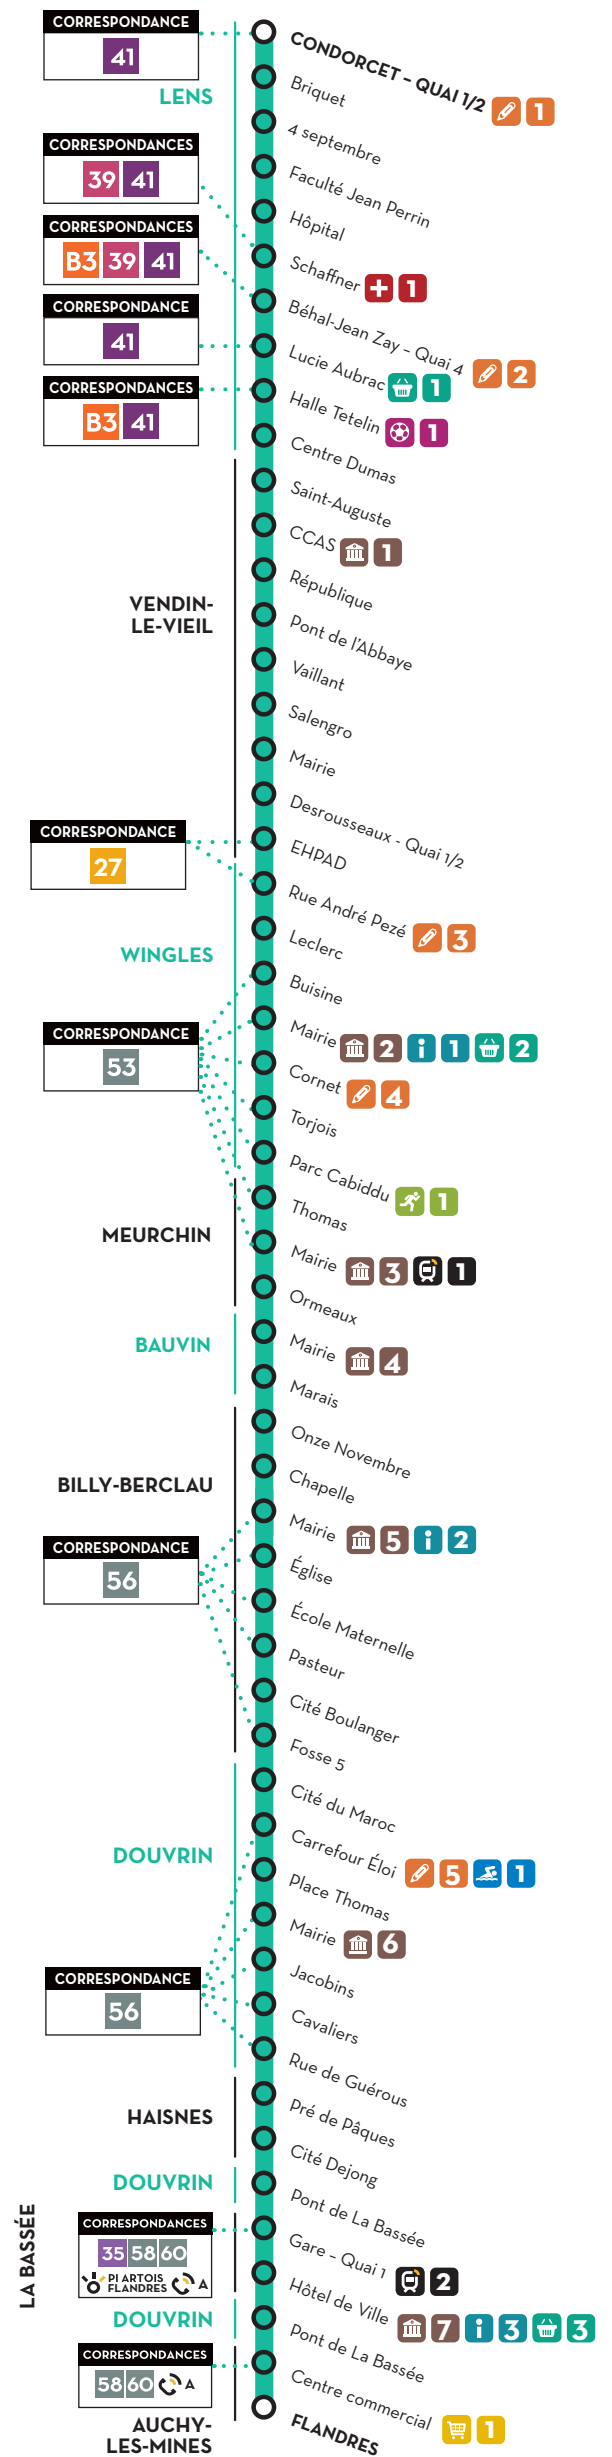 CORRESPONDANCE
41
LENS
CONDORCET – QUAI 1/2 1
Briquet
4 septembre
CORRESPONDANCES
39 41
Faculté Jean Perrin
Hôpital
CORRESPONDANCES
B3 39 41
Schaffner 1
Béhal-Jean Zay – Quai 4 2
CORRESPONDANCE
41
Lucie Aubrac 1
CORRESPONDANCES
B3 41
Halle Tetelin 1
Centre Dumas
Saint-Auguste
CCAS 1
VENDIN-
LE-VIEIL
République
Pont de l'Abbaye
Vaillant
Salengro
Mairie
Desrousseaux - Quai 1/2
CORRESPONDANCE
27
EHPAD
Rue André Pezé 3
WINGLES
Leclerc
Buisine
CORRESPONDANCE
53
Mairie 2 i 1 2
Cornet 4
Torjois
Parc Cabiddu 1
MEURCHIN
Thomas
Mairie 3 1
Ormeaux
BAUVIN
Mairie 4
Marais
Onze Novembre
BILLY-BERCLAU
Chapelle
Mairie 5 i 2
CORRESPONDANCE
56
Église
École Maternelle
Pasteur
Cité Boulanger
Fosse 5
Cité du Maroc
DOUVRIN
Carrefour Éloi 5 1
Place Thomas
Mairie 6
CORRESPONDANCE
56
Jacobins
Cavaliers
Rue de Guérous
HAISNES
Pré de Pâques
Cité Dejong
DOUVRIN
Pont de La Bassée
LA BASSÉE
CORRESPONDANCES
35 58 60
PI ARTOIS
FLANDRES A
Gare – Quai 1 2
Hôtel de Ville 7 i 3 3
DOUVRIN
Pont de La Bassée
CORRESPONDANCES
58 60 A
Centre commercial 1
AUCHY-
LES-MINES
FLANDRES